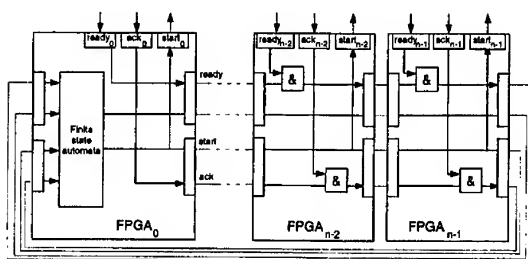 ready0 ack0 start0 readyn-2 ackn-2 startn-2 readyn-1 ackn-1 startn-1
ready
& &
Finite
state
automata
start
ack
& &
FPGA0 FPGAn-2 FPGAn-1